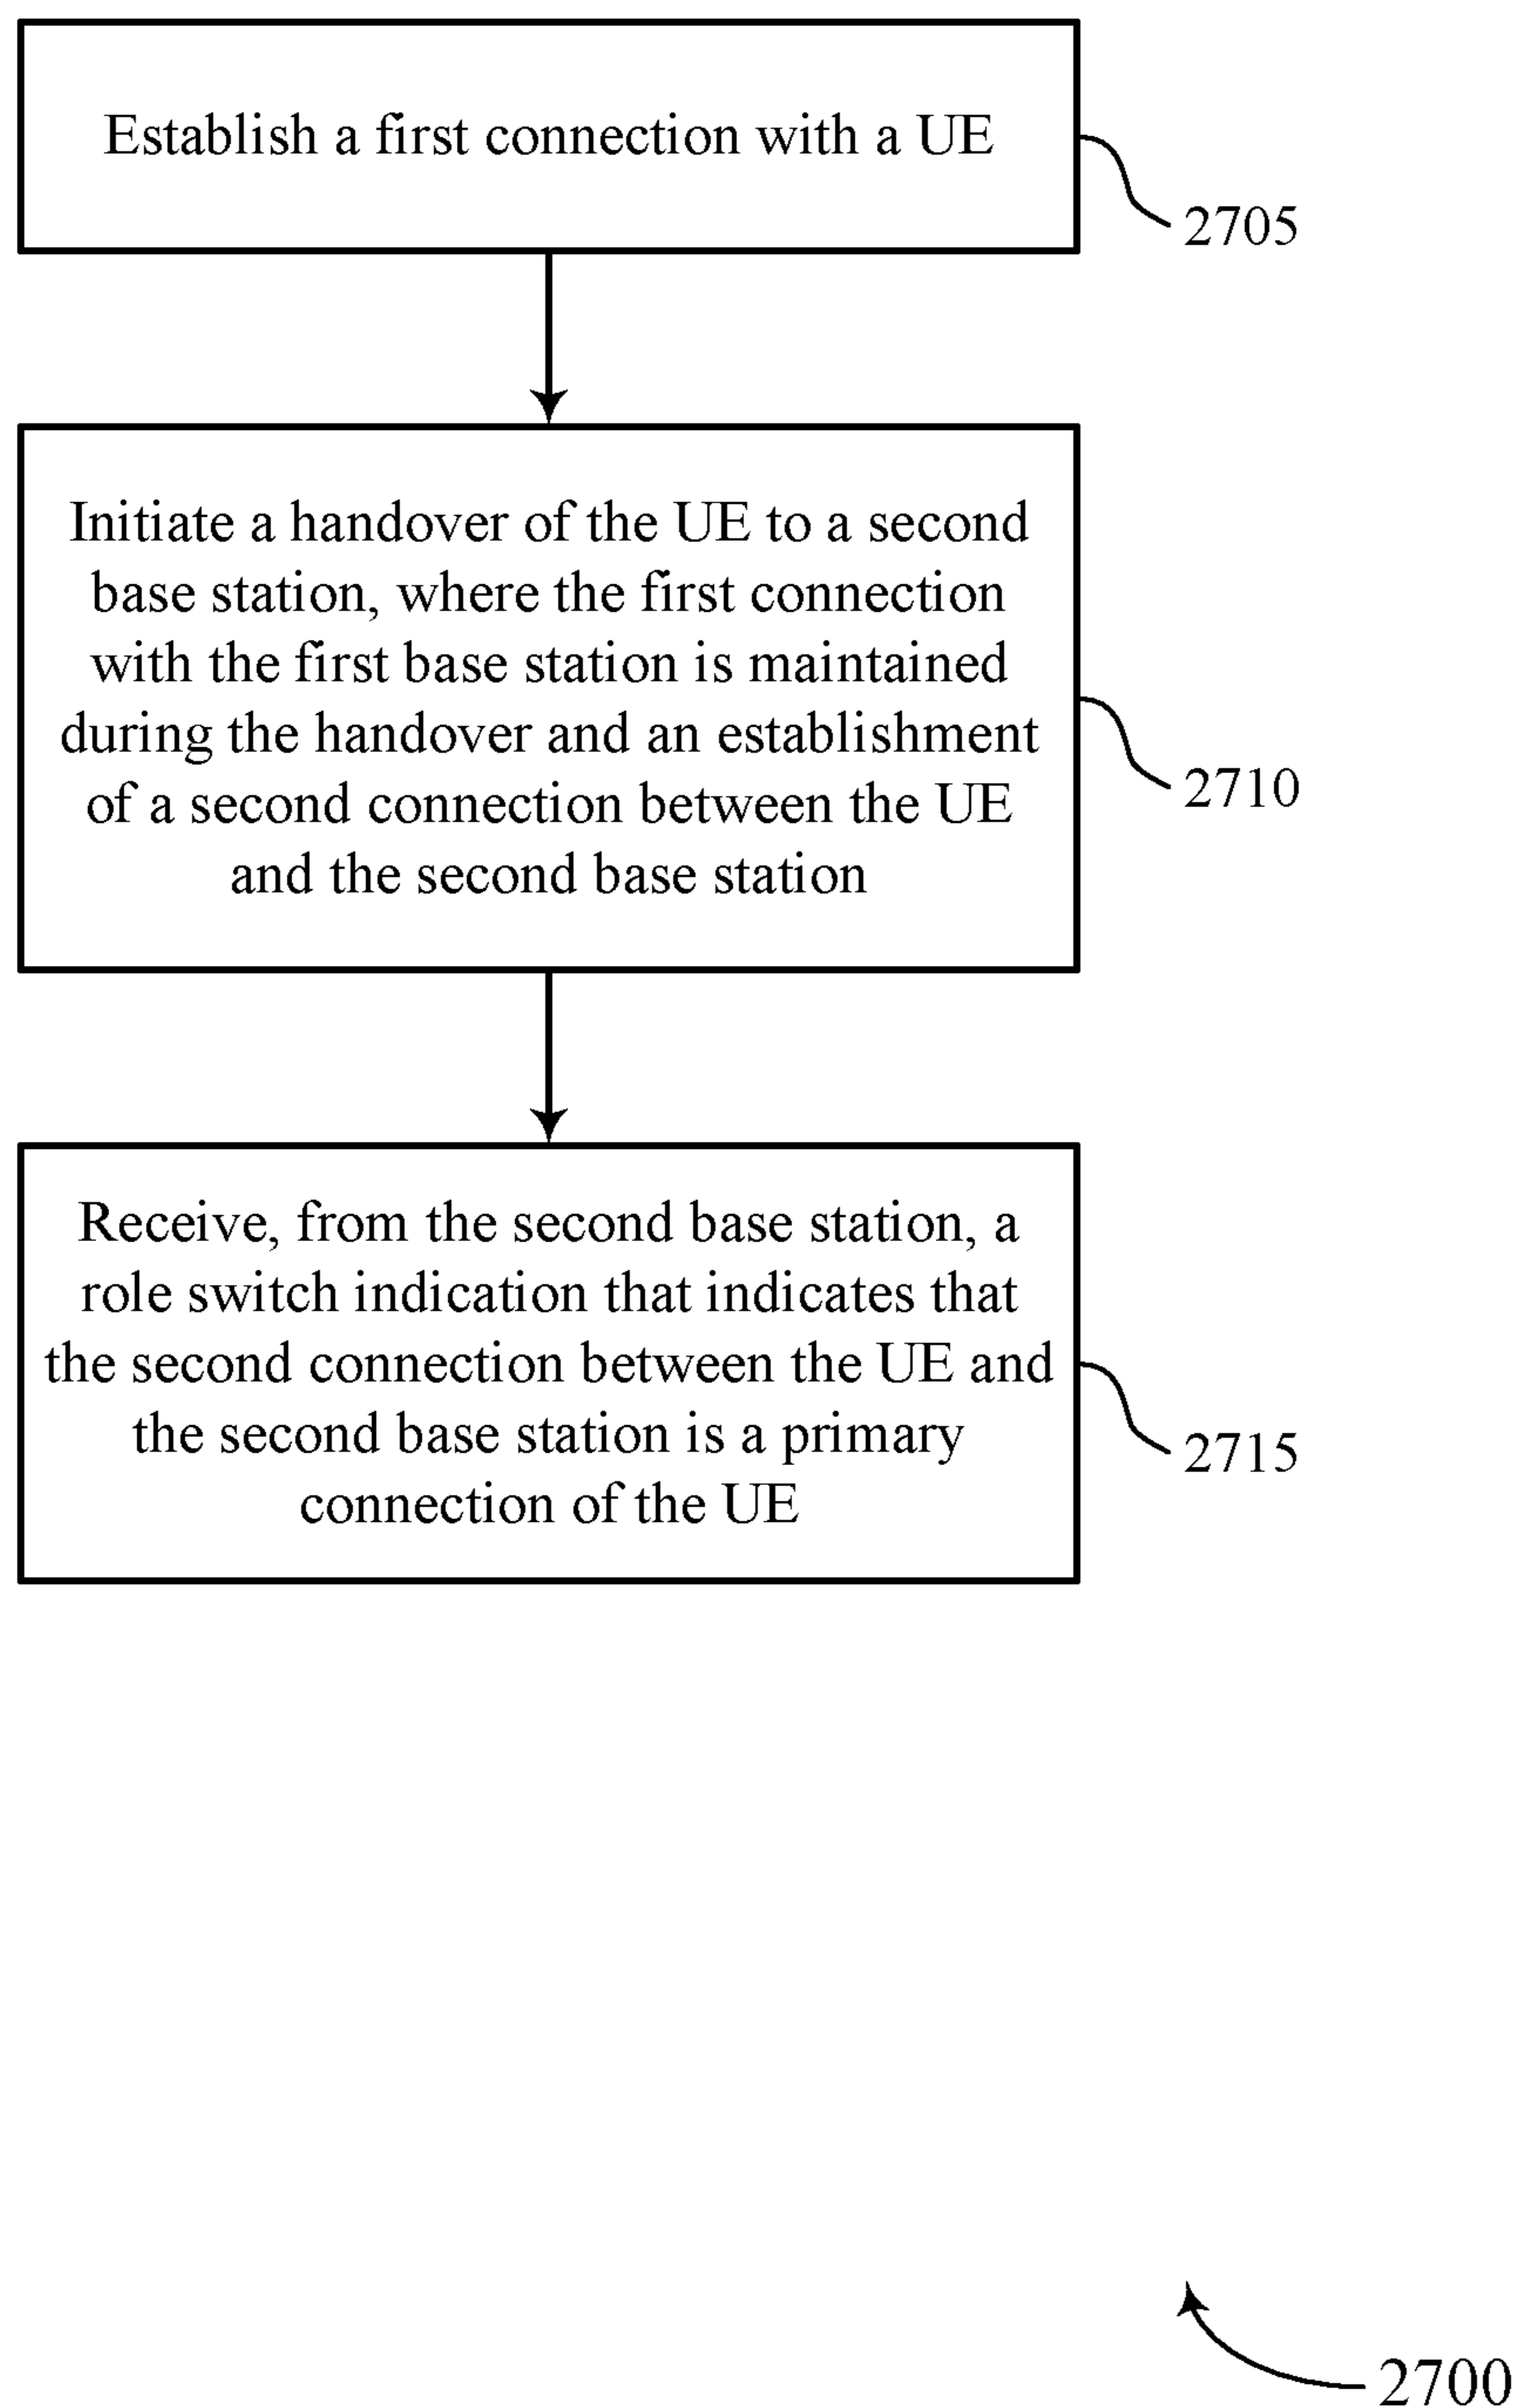 Establish a first connection with a UE
2705
Initiate a handover of the UE to a second
base station, where the first connection
with the first base station is maintained
during the handover and an establishment
of a second connection between the UE
and the second base station
2710
Receive, from the second base station, a
role switch indication that indicates that
the second connection between the UE and
the second base station is a primary
connection of the UE
2715
2700